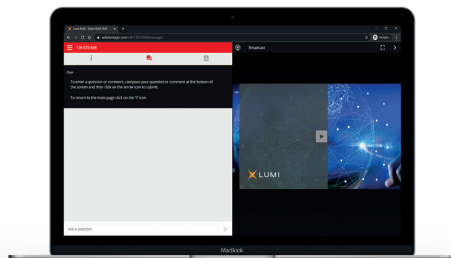 Broadcast
Chair
To enter a question or comment, compose your question or comment at the bottom of
the screen and then click on the arrow icon to submit.
To return to the main page click on the "i" icon.
LUMI
Ask a question
MacBook